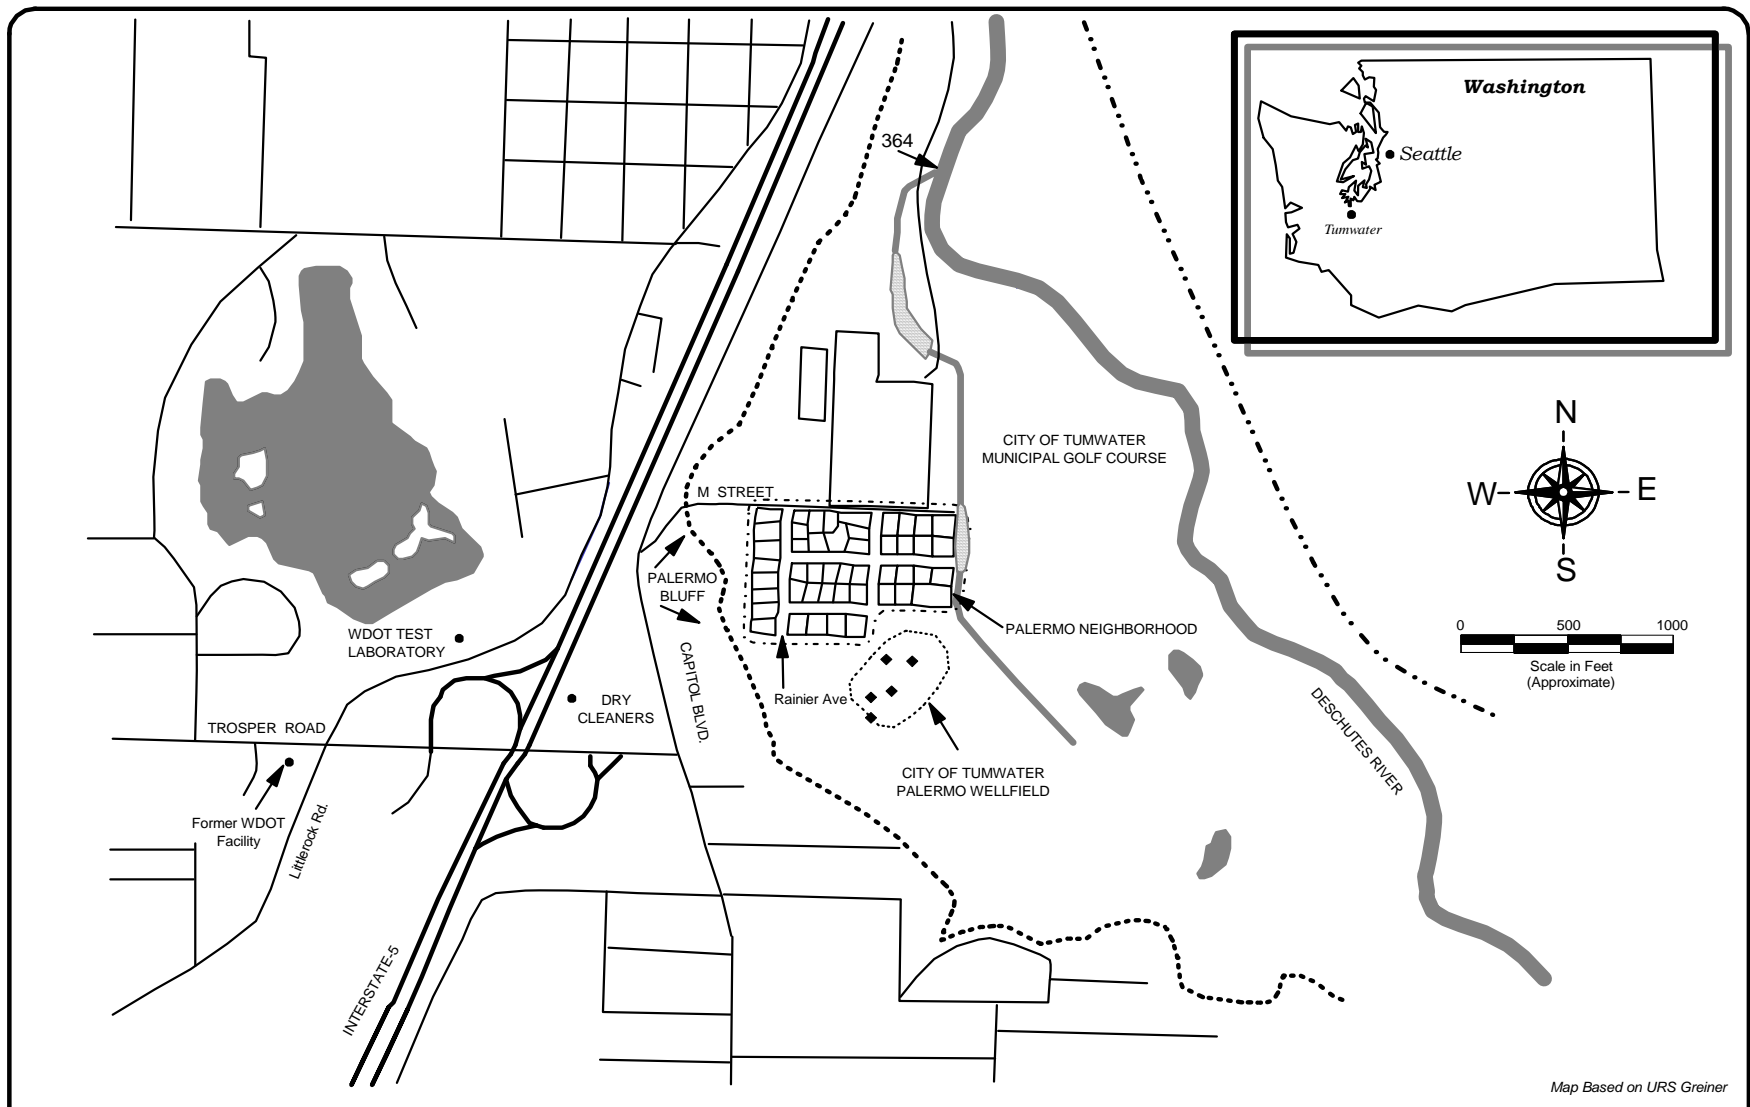 Washington
Seattle
Tumwater
364
N
W
E
S
CITY OF TUMWATER
MUNICIPAL GOLF COURSE
M STREET
PALERMO
BLUFF
PALERMO NEIGHBORHOOD
WDOT TEST
LABORATORY
0 500 1000
Scale in Feet
(Approximate)
CAPITOL BLVD.
Rainier Ave
DRY
CLEANERS
TROSPER ROAD
DESCHUTES RIVER
CITY OF TUMWATER
PALERMO WELLFIELD
Former WDOT
Facility
Littlerock Rd.
INTERSTATE-5
Map Based on URS Greiner